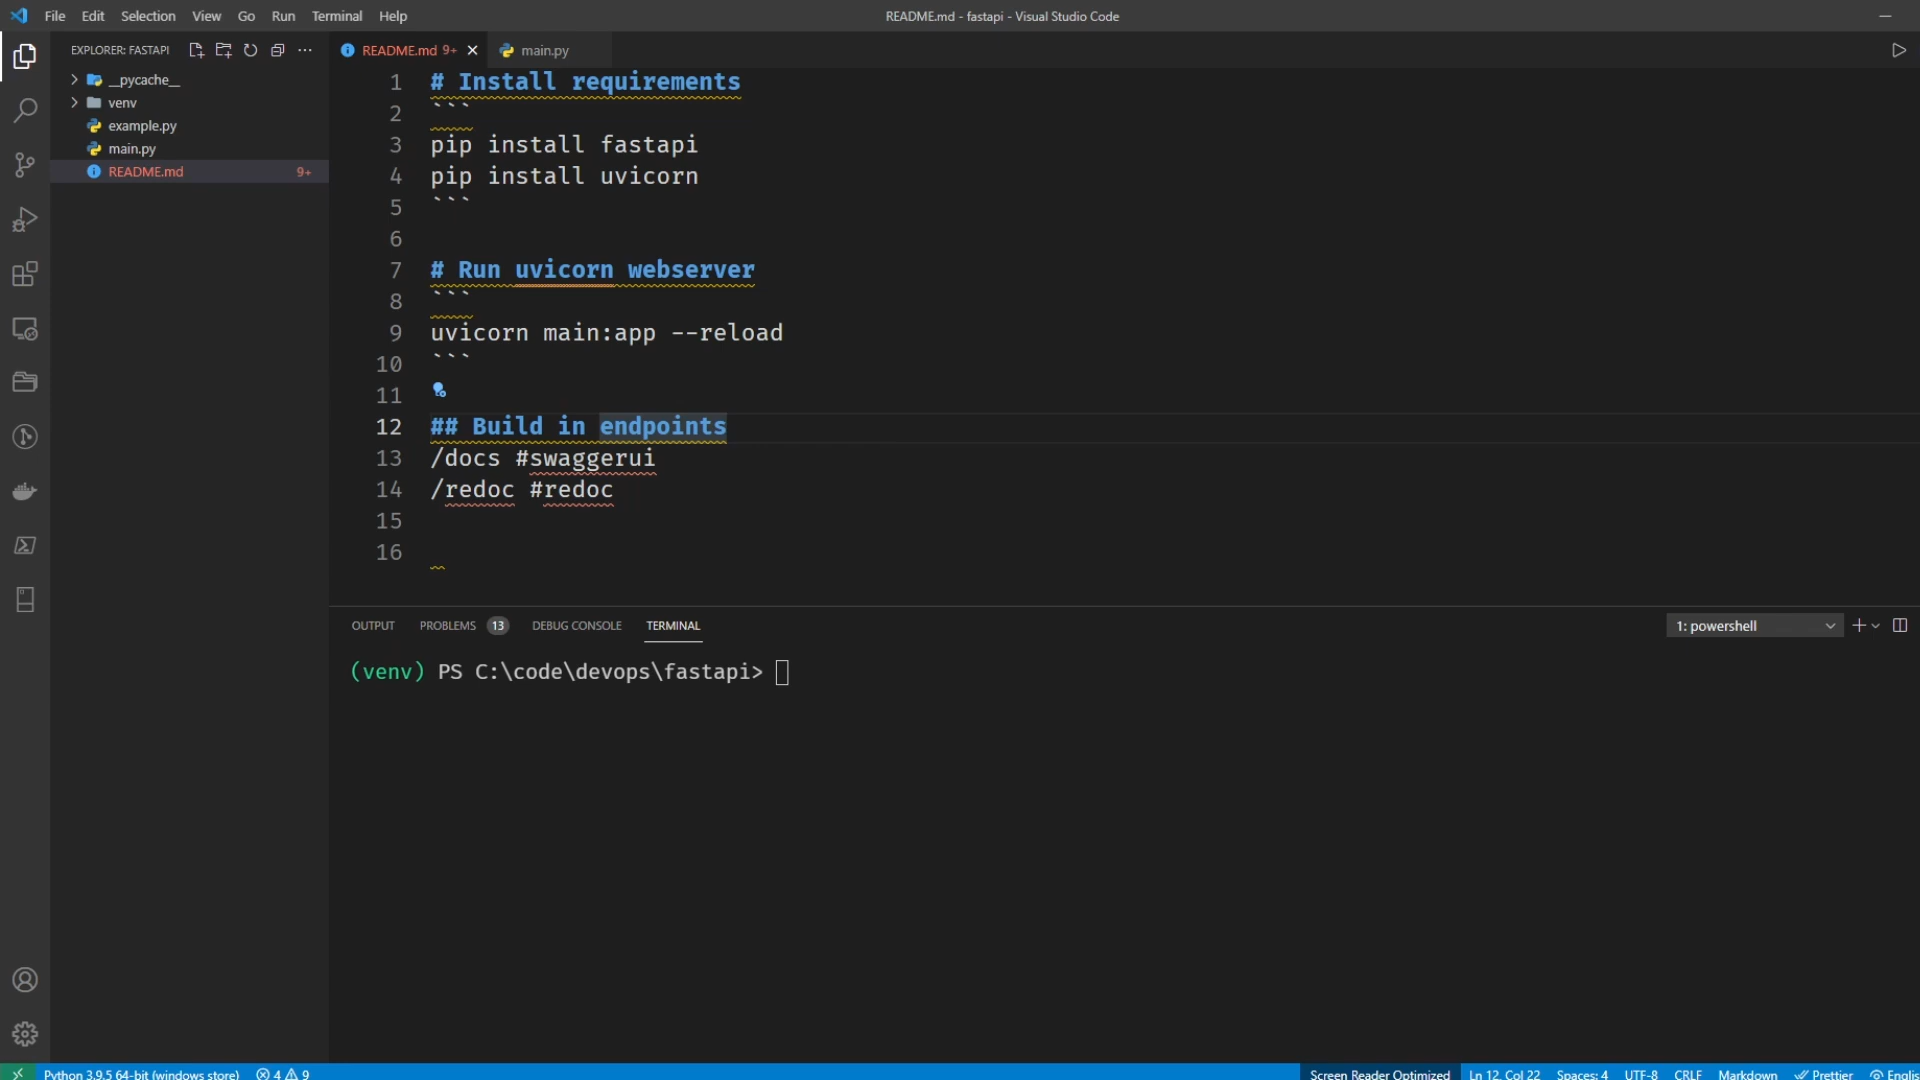 File Edit Selection View Go Run Terminal Help
README.md - fastapi - Visual Studio Code
EXPLORER: FASTAPI
README.md 9+
main.py
__pycache__
venv
example.py
main.py
README.md 9+
1 # Install requirements
2 ```
3 pip install fastapi
4 pip install uvicorn
5 ```
6
7 # Run uvicorn webserver
8 ```
9 uvicorn main:app --reload
10 ```
11
12 ## Build in endpoints
13 /docs #swaggerui
14 /redoc #redoc
15
16
OUTPUT PROBLEMS 13 DEBUG CONSOLE TERMINAL
1: powershell
(venv) PS C:\code\devops\fastapi>
Python 3.9.5 64-bit (windows store) 4 9
Screen Reader Optimized Ln 12, Col 22 Spaces: 4 UTF-8 CRLF Markdown Prettier Englis